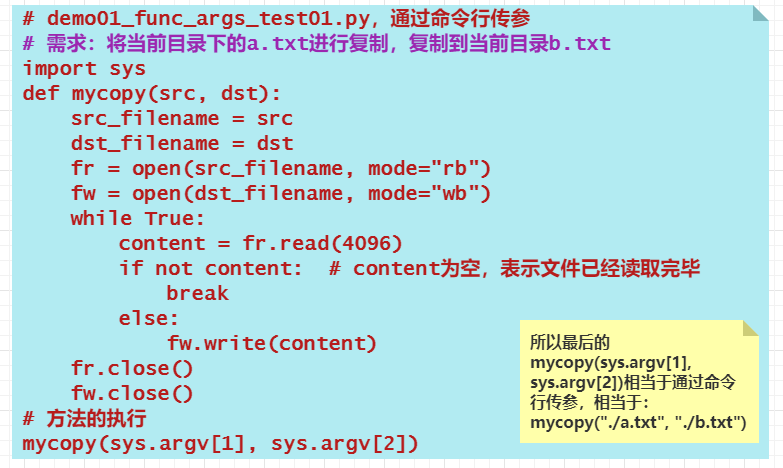 # demo01_func_args_test01.py，通过命令行传参
# 需求：将当前目录下的a.txt进行复制，复制到当前目录b.txt
import sys
def mycopy(src, dst):
    src_filename = src
    dst_filename = dst
    fr = open(src_filename, mode="rb")
    fw = open(dst_filename, mode="wb")
    while True:
        content = fr.read(4096)
        if not content:  # content为空，表示文件已经读取完毕
            break
        else:
            fw.write(content)
    fr.close()
    fw.close()
# 方法的执行
mycopy(sys.argv[1], sys.argv[2])
所以最后的
mycopy(sys.argv[1],
sys.argv[2])相当于通过命令
行传参，相当于：
mycopy("./a.txt", "./b.txt")